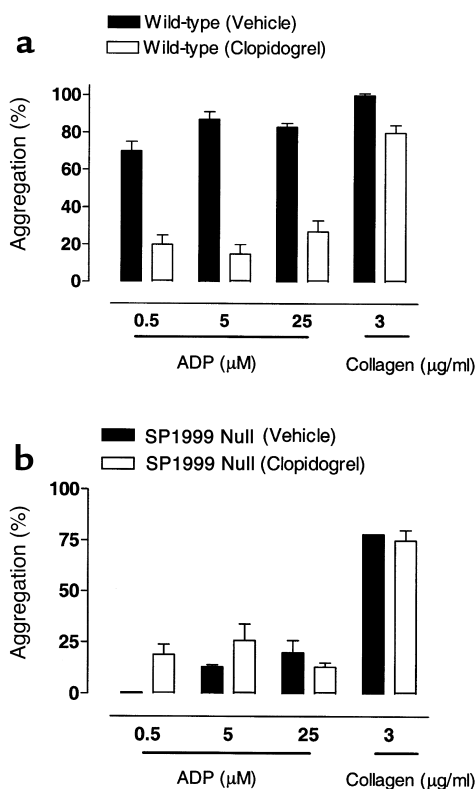 a
Wild-type (Vehicle)
Wild-type (Clopidogrel)
Aggregation (%)
100
80
60
40
20
0
0.5 5 25 3
ADP (μM) Collagen (μg/ml)
b
SP1999 Null (Vehicle)
SP1999 Null (Clopidogrel)
Aggregation (%)
100
75
50
25
0
0.5 5 25 3
ADP (μM) Collagen (μg/ml)